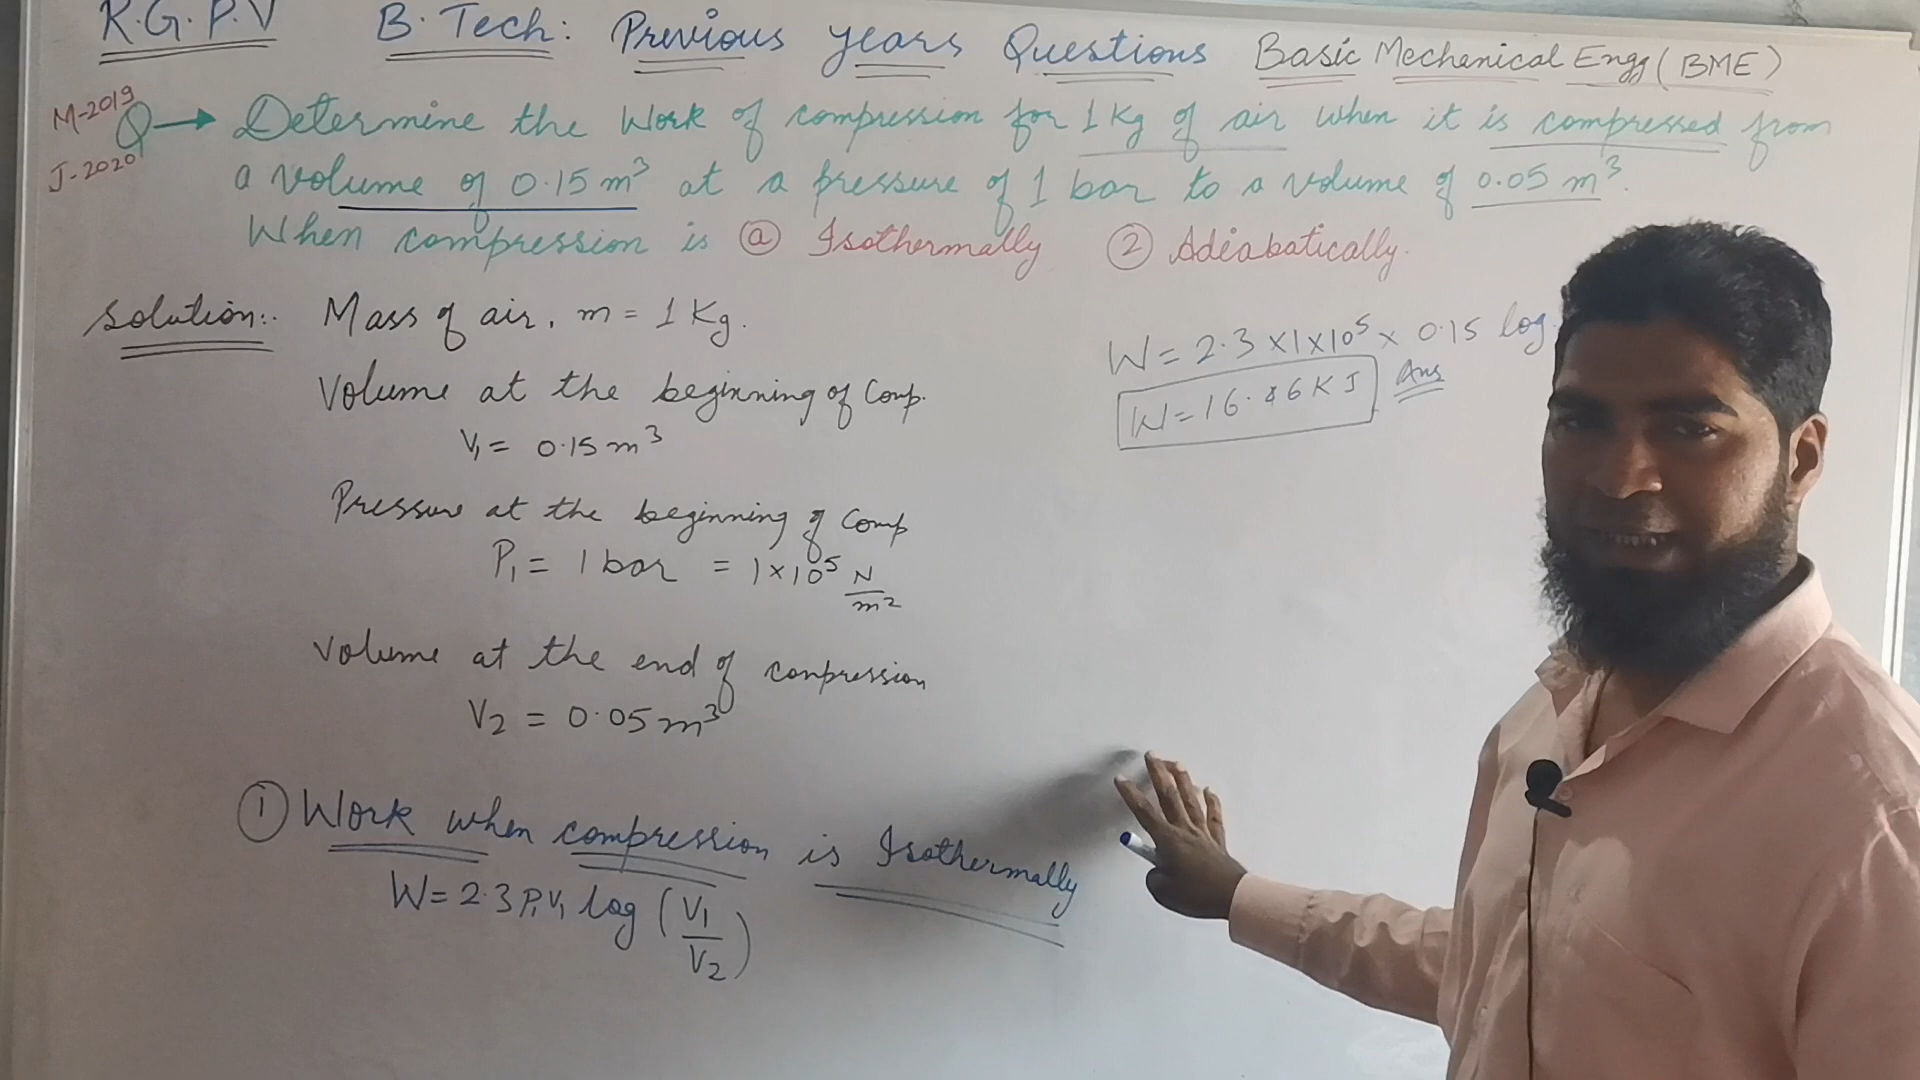 R.G.P.V B.Tech: Previous years Questions Basic Mechanical Engg (BME)
M-2019
J-2020
Q→ Determine the Work of compression for 1 Kg of air when it is compressed from
a volume of 0.15 m³ at a pressure of 1 bar to a volume of 0.05 m³.
When compression is ⓐ Isothermally ② Adiabatically.
Solution:. Mass of air, m = 1 Kg.
Volume at the beginning of Comp.
V₁ = 0.15 m³
Pressure at the beginning of Comp
P₁ = 1 bar = 1×10⁵ N/m²
Volume at the end of compression
V₂ = 0.05 m³
① Work when compression is Isothermally
W = 2.3 P₁V₁ log (V₁/V₂)
W = 2.3 ×1×10⁵ × 0.15 log
W = 16.46 KJ Ans